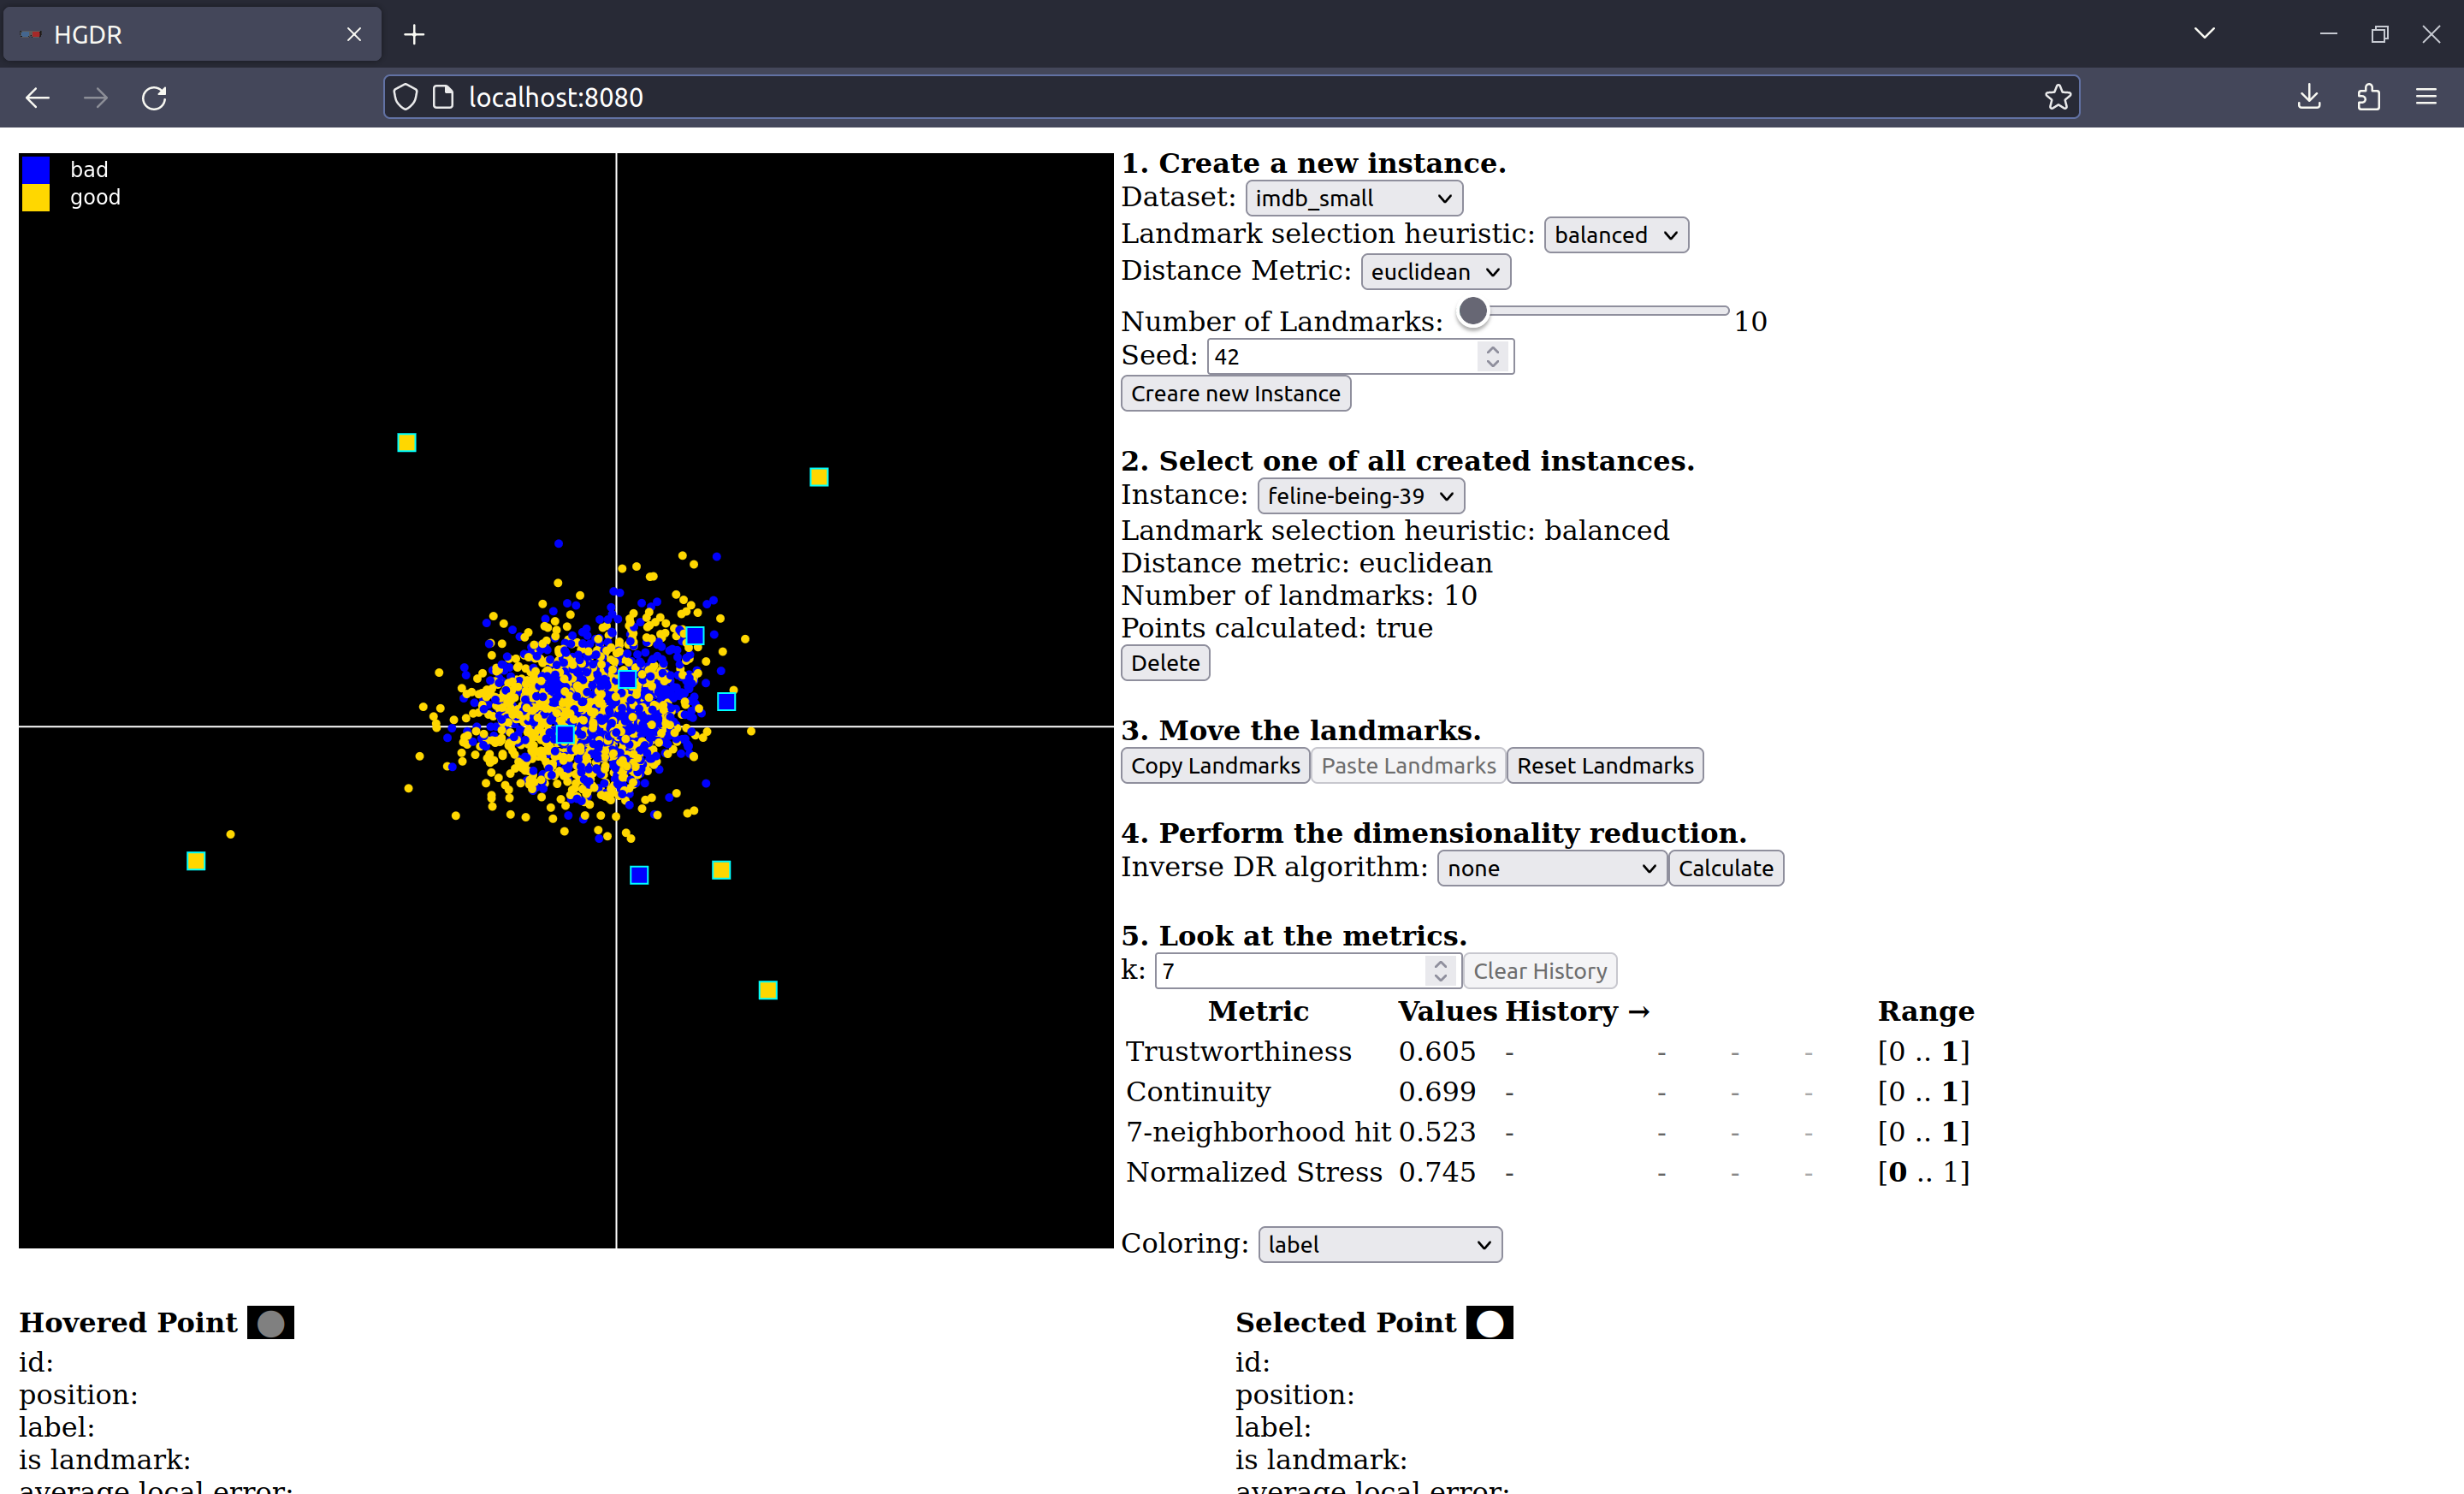 HGDR
localhost:8080
bad
good
1. Create a new instance.
Dataset: imdb_small
Landmark selection heuristic: balanced
Distance Metric: euclidean
Number of Landmarks: 10
Seed: 42
Creare new Instance
2. Select one of all created instances.
Instance: feline-being-39
Landmark selection heuristic: balanced
Distance metric: euclidean
Number of landmarks: 10
Points calculated: true
Delete
3. Move the landmarks.
Copy Landmarks Paste Landmarks Reset Landmarks
4. Perform the dimensionality reduction.
Inverse DR algorithm: none Calculate
5. Look at the metrics.
k: 7 Clear History
Metric Values History → Range
Trustworthiness 0.605 - - - - [0 .. 1]
Continuity 0.699 - - - - [0 .. 1]
7-neighborhood hit 0.523 - - - - [0 .. 1]
Normalized Stress 0.745 - - - - [0 .. 1]
Coloring: label
Hovered Point
id:
position:
label:
is landmark:
average local error:
Selected Point
id:
position:
label:
is landmark:
average local error: